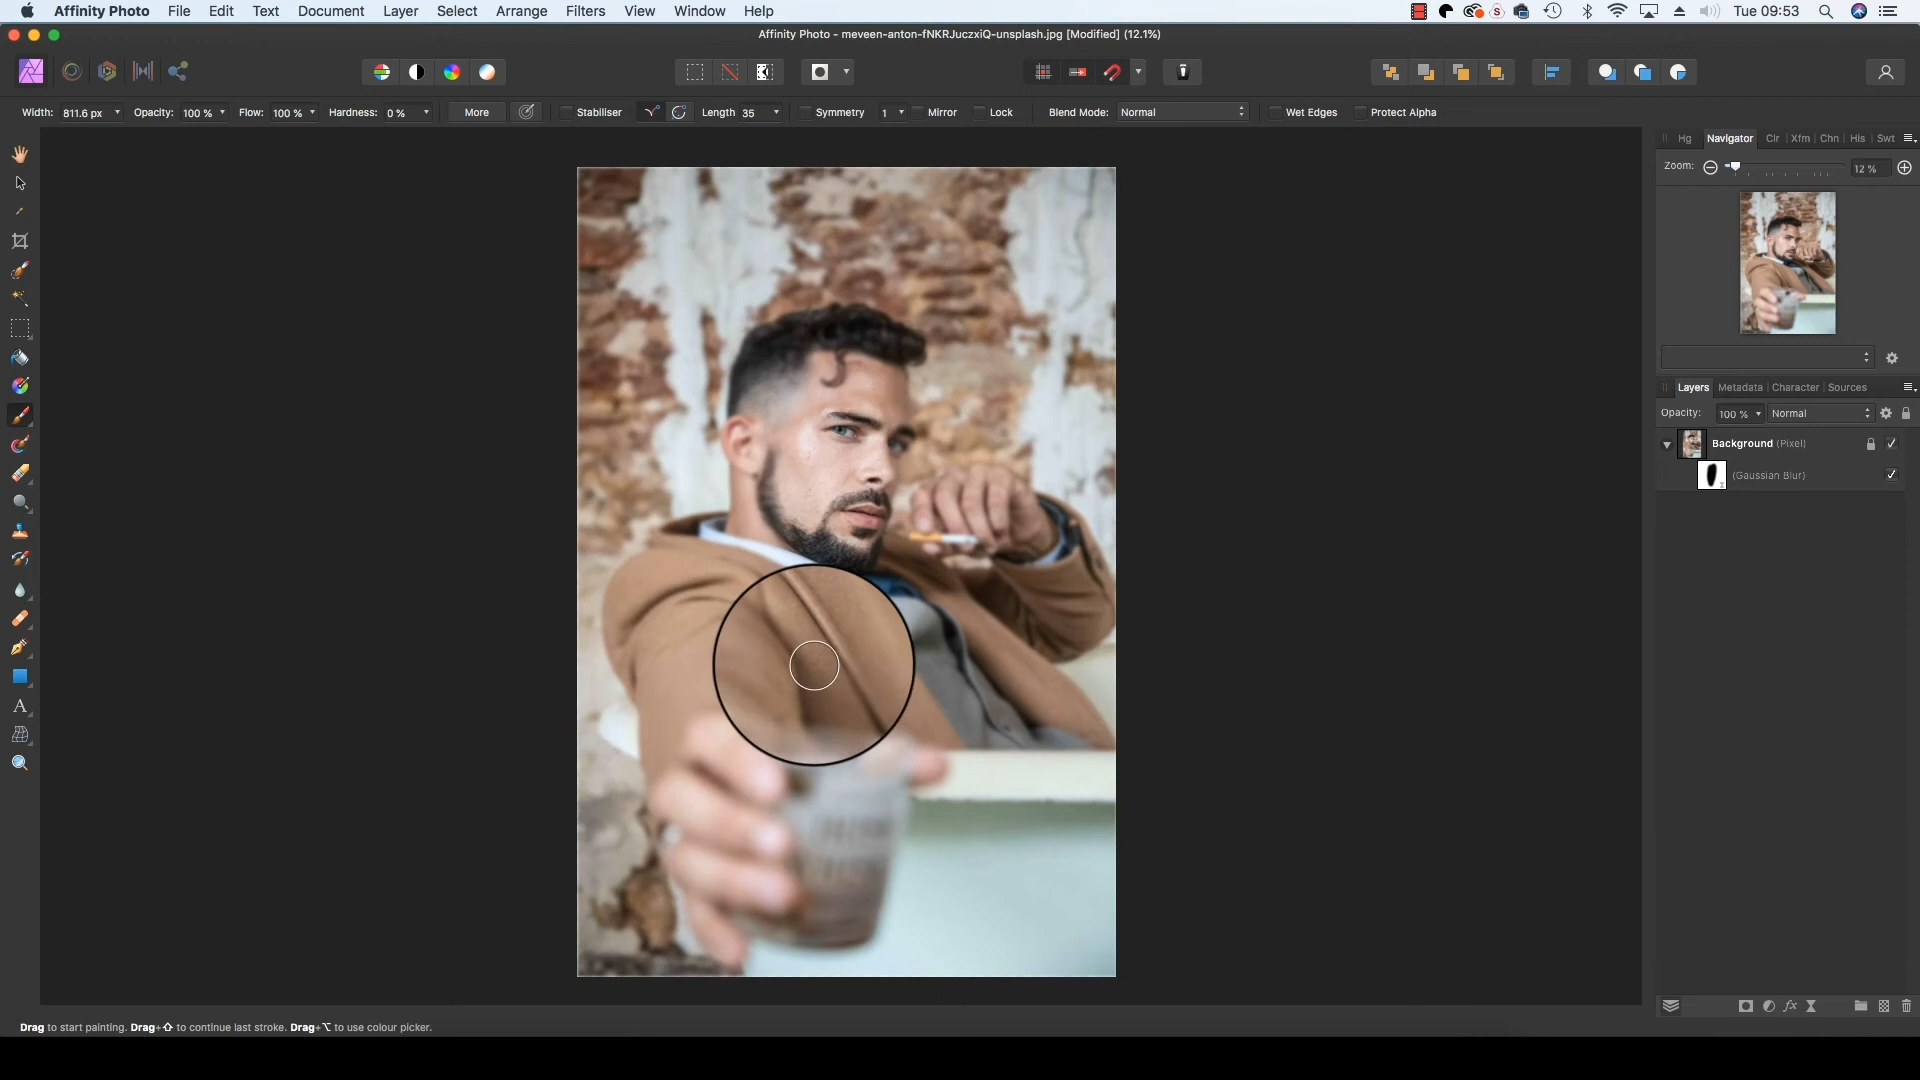 Affinity Photo File Edit Text Document Layer Select Arrange Filters View Window Help Tue 09:53
Affinity Photo - meveen-anton-fNKRJuczxiQ-unsplash.jpg [Modified] (12.1%)
Width: 811.6 px Opacity: 100 % Flow: 100 % Hardness: 0 % More Stabiliser Length 35 Symmetry 1 Mirror Lock Blend Mode: Normal Wet Edges Protect Alpha
Hg Navigator Clr Xfm Chn His Swt
Zoom: 12 %
Layers Metadata Character Sources
Opacity: 100 % Normal
Background (Pixel)
(Gaussian Blur)
Drag to start painting. Drag+⇧ to continue last stroke. Drag+⌥ to use colour picker.